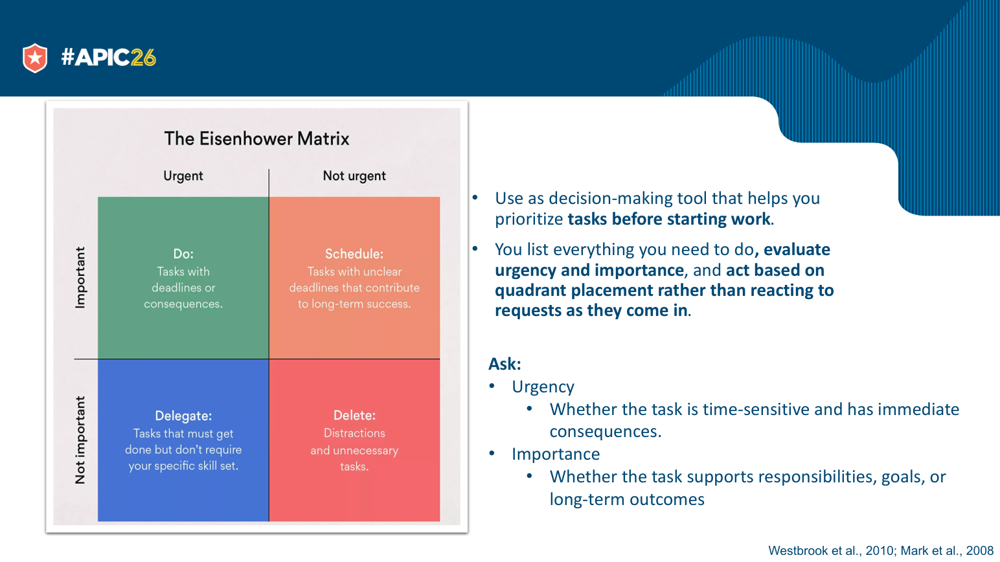 #APIC26
The Eisenhower Matrix
Urgent
Not urgent
Important
Do:
Tasks with
deadlines or
consequences.
Schedule:
Tasks with unclear
deadlines that contribute
to long-term success.
Not important
Delegate:
Tasks that must get
done but don't require
your specific skill set.
Delete:
Distractions
and unnecessary
tasks.
• Use as decision-making tool that helps you
prioritize tasks before starting work.
• You list everything you need to do, evaluate
urgency and importance, and act based on
quadrant placement rather than reacting to
requests as they come in.
Ask:
• Urgency
• Whether the task is time-sensitive and has immediate
consequences.
• Importance
• Whether the task supports responsibilities, goals, or
long-term outcomes
Westbrook et al., 2010; Mark et al., 2008